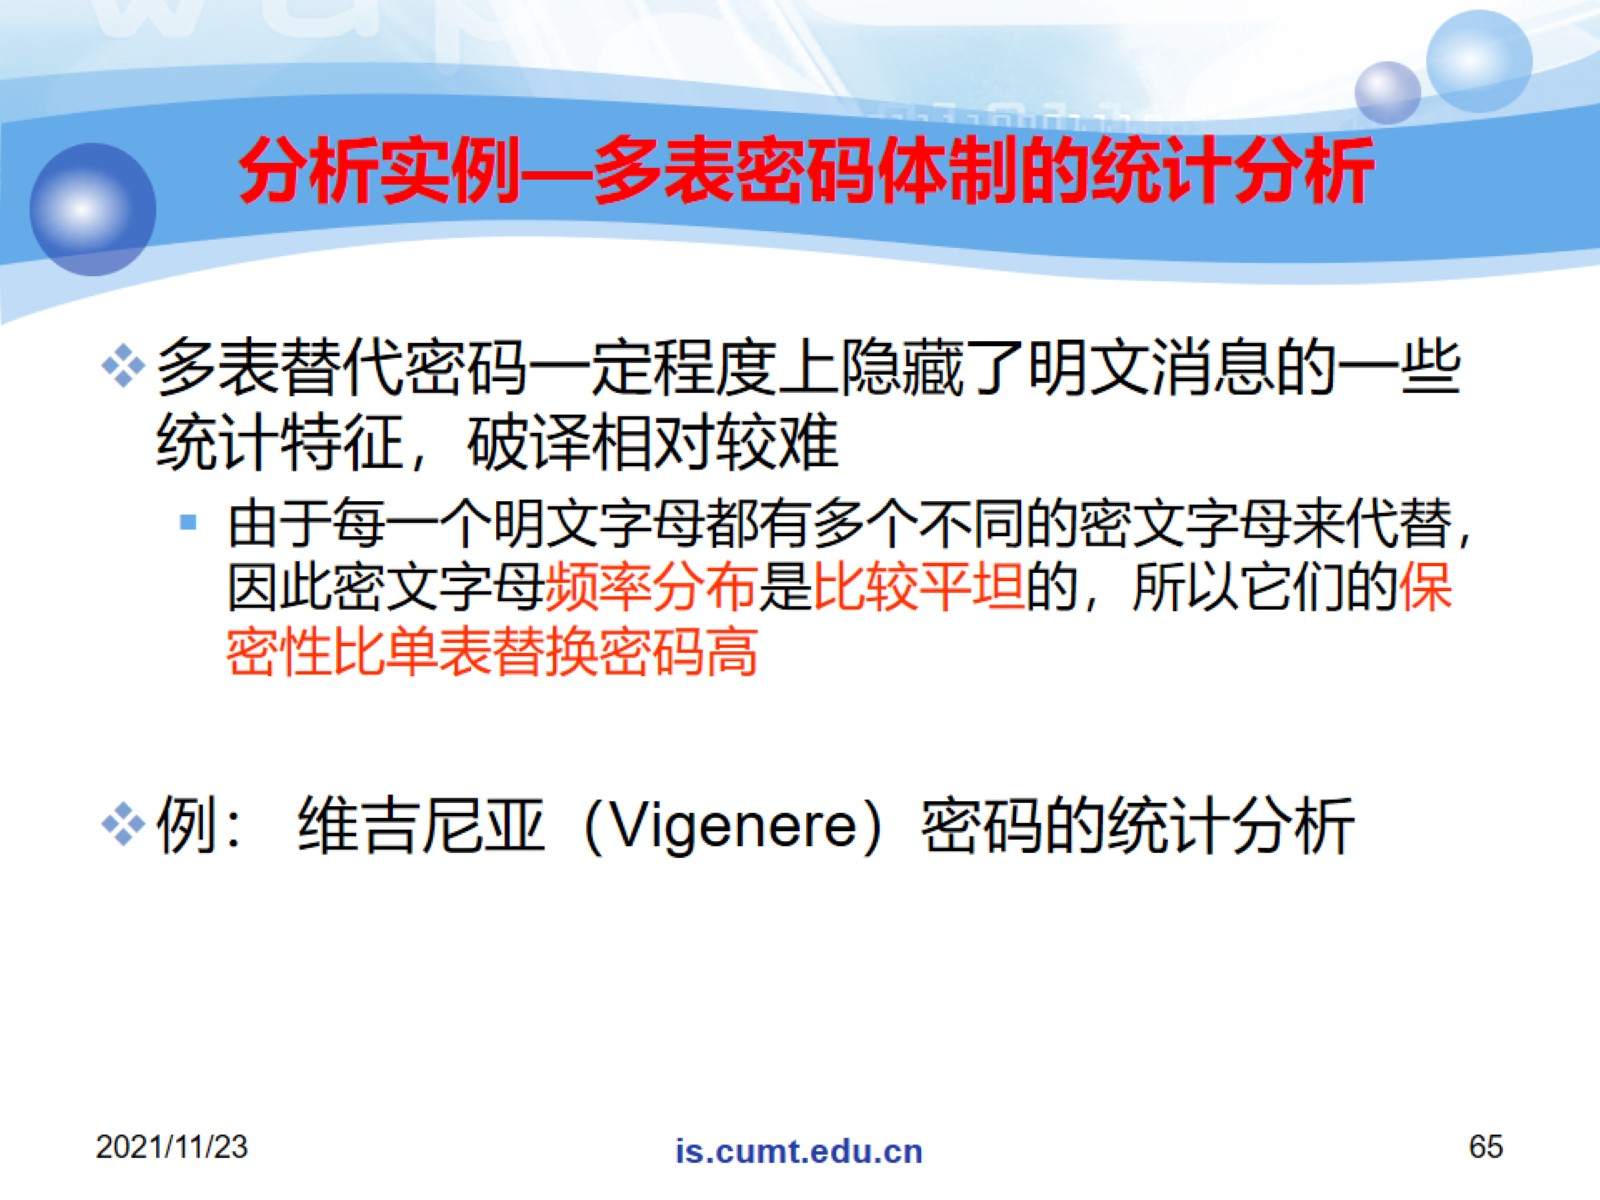 分析实例—多表密码体制的统计分析
多表替代密码一定程度上隐藏了明文消息的一些
统计特征，破译相对较难
由于每一个明文字母都有多个不同的密文字母来代替，
因此密文字母频率分布是比较平坦的，所以它们的保
密性比单表替换密码高
例： 维吉尼亚（Vigenere）密码的统计分析
2021/11/23
is.cumt.edu.cn
65